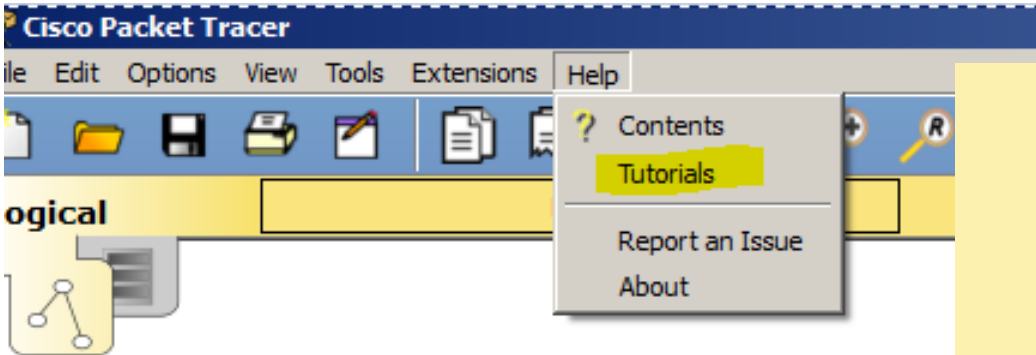 Cisco Packet Tracer
ile Edit Options View Tools Extensions Help
? Contents
R
Tutorials
ogical
Report an Issue
About